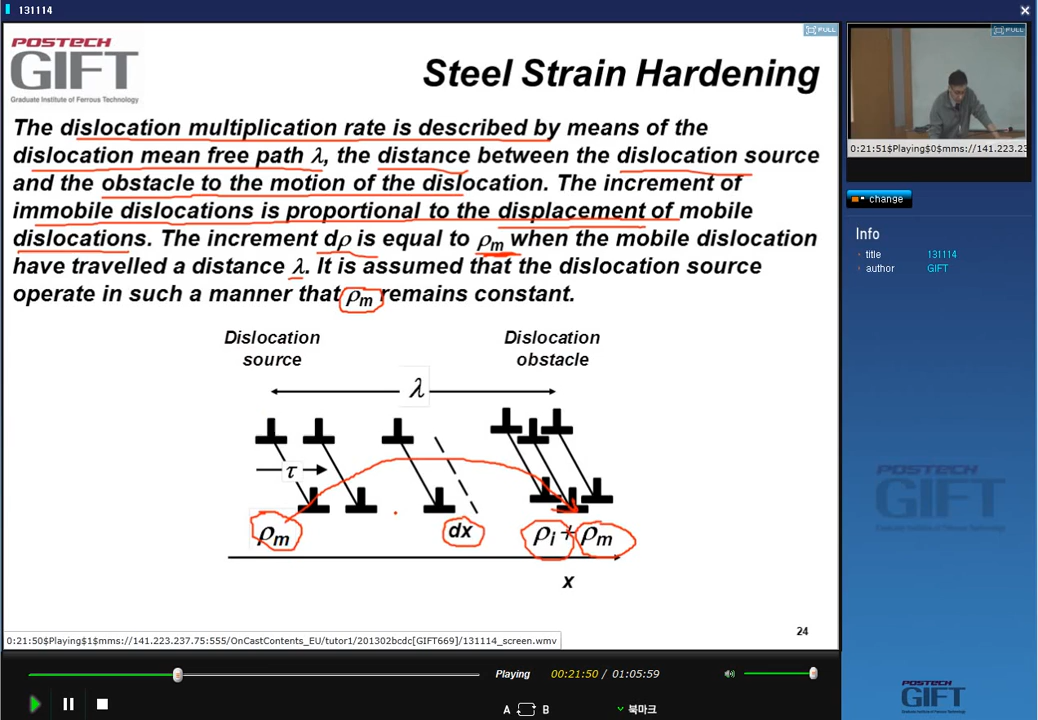 131114
POSTECH
GIFT
Graduate Institute of Ferrous Technology
FULL
Steel Strain Hardening
The dislocation multiplication rate is described by means of the
dislocation mean free path λ, the distance between the dislocation source
and the obstacle to the motion of the dislocation. The increment of
immobile dislocations is proportional to the displacement of mobile
dislocations. The increment dρ is equal to ρm when the mobile dislocation
have travelled a distance λ. It is assumed that the dislocation source
operate in such a manner that ρm remains constant.
Dislocation
source
Dislocation
obstacle
λ
τ
ρm
dx
ρi + ρm
x
24
0:21:50$Playing$1$mms://141.223.237.75:555/OnCastContents_EU/tutor1/201302bcdc[GIFT669]/131114_screen.wmv
Playing
00:21:50 / 01:05:59
A B
북마크
FULL
0:21:51$Playing$0$mms://141.223.23
change
Info
title 131114
author GIFT
POSTECH
GIFT
POSTECH
GIFT